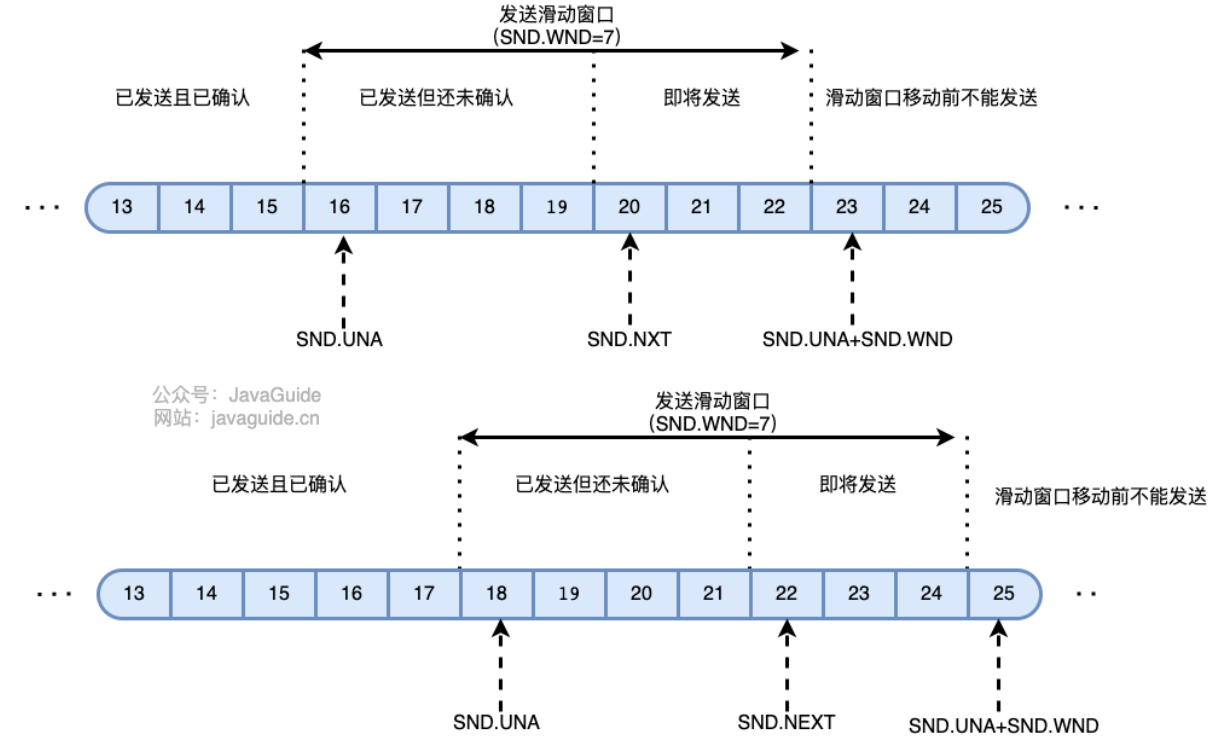 发送滑动窗口
(SND.WND=7)
已发送且已确认 已发送但还未确认 即将发送 滑动窗口移动前不能发送
... 13 14 15 16 17 18 19 20 21 22 23 24 25 ...
SND.UNA SND.NXT SND.UNA+SND.WND
公众号：JavaGuide
网站：javaguide.cn
发送滑动窗口
(SND.WND=7)
已发送且已确认 已发送但还未确认 即将发送 滑动窗口移动前不能发送
... 13 14 15 16 17 18 19 20 21 22 23 24 25 ..
SND.UNA SND.NEXT SND.UNA+SND.WND